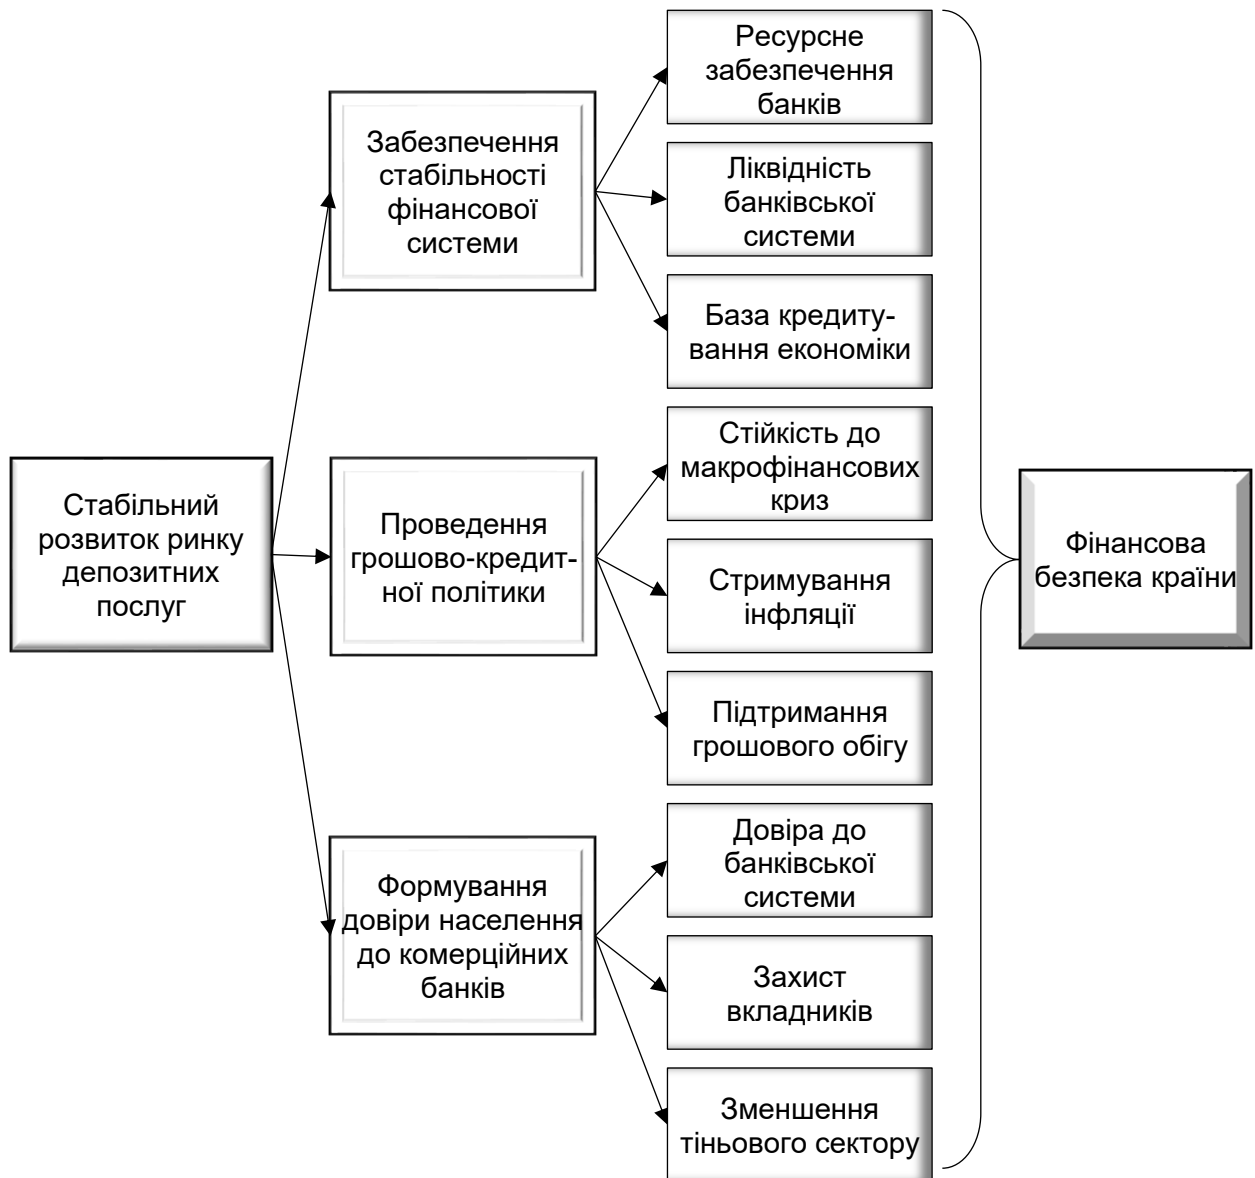 Стабільний
розвиток ринку
депозитних
послуг
Забезпечення
стабільності
фінансової
системи
Ресурсне
забезпечення
банків
Ліквідність
банківської
системи
База кредиту-
вання економіки
Проведення
грошово-кредит-
ної політики
Стійкість до
макрофінансових
криз
Стримування
інфляції
Підтримання
грошового обігу
Формування
довіри населення
до комерційних
банків
Довіра до
банківської
системи
Захист
вкладників
Зменшення
тіньового сектору
Фінансова
безпека країни